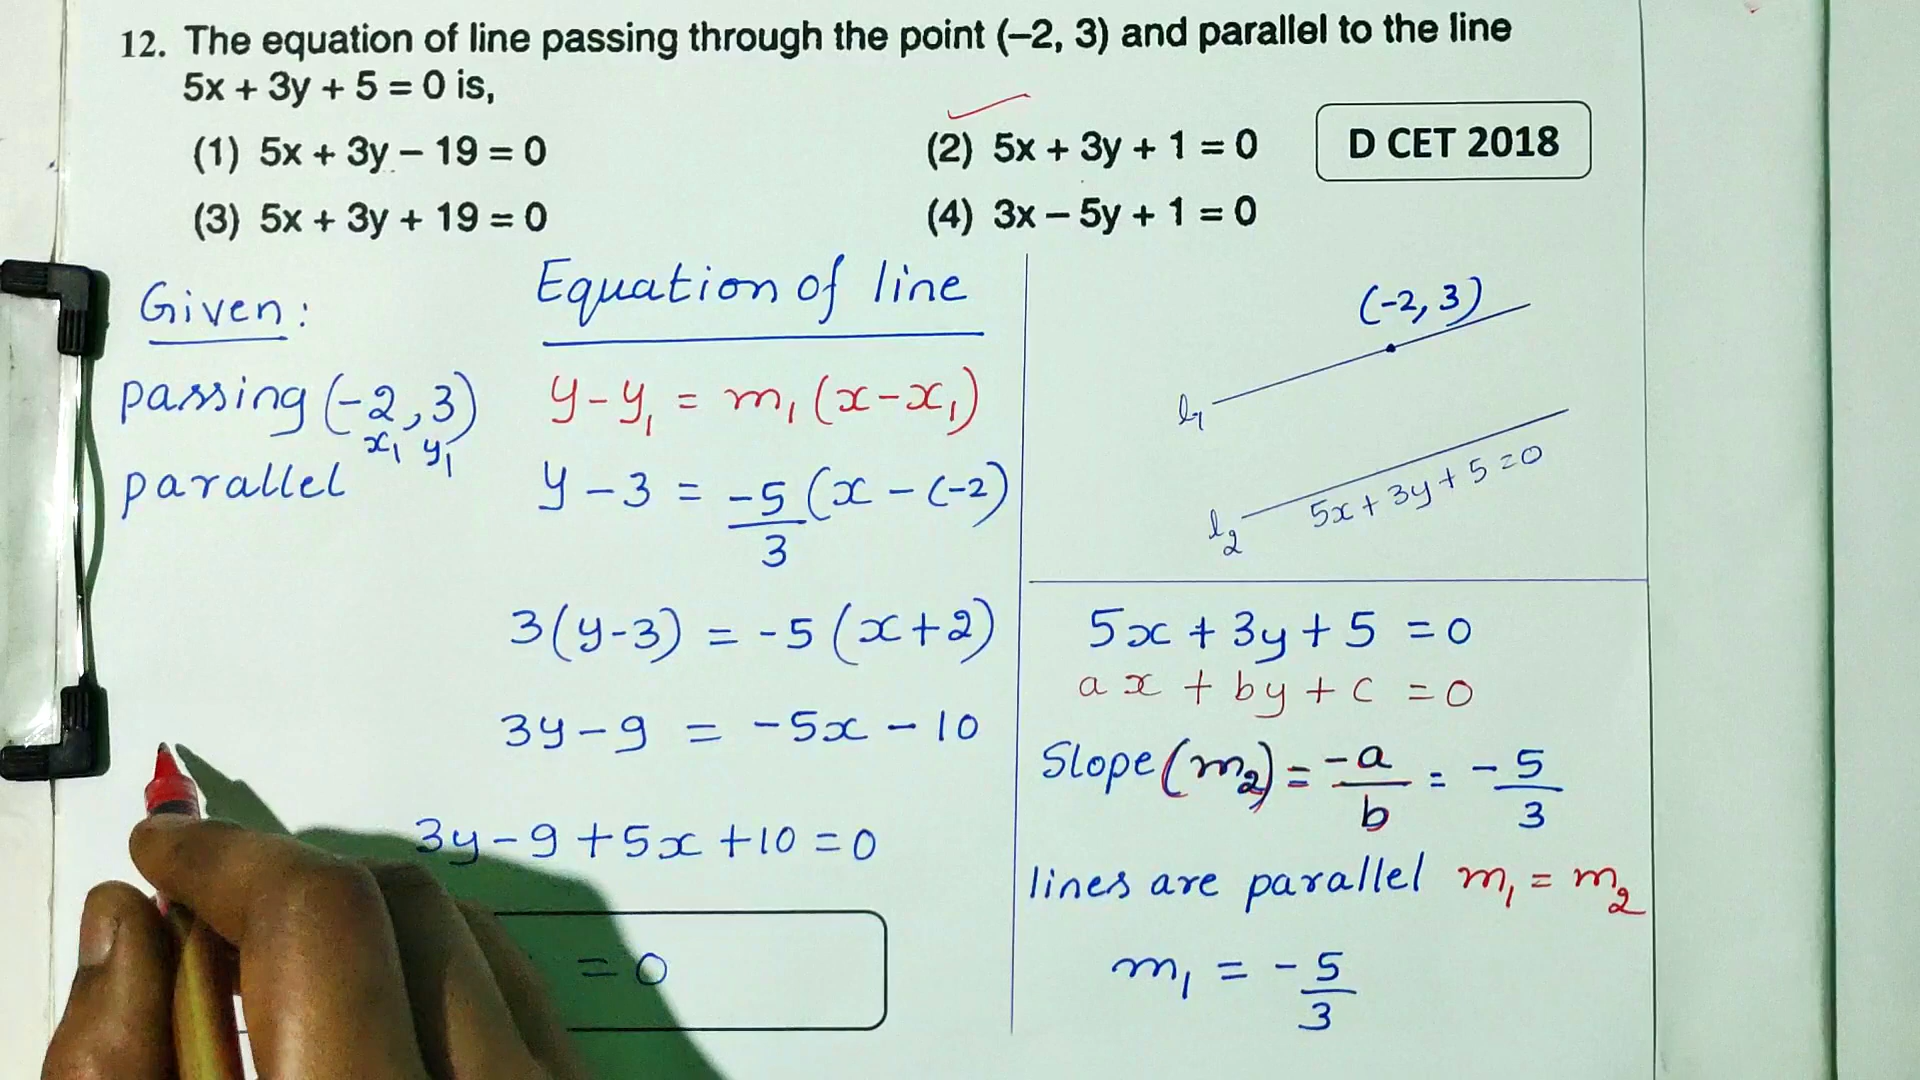 12. The equation of line passing through the point (–2, 3) and parallel to the line
5x + 3y + 5 = 0 is,
(1) 5x + 3y – 19 = 0
(2) 5x + 3y + 1 = 0
D CET 2018
(3) 5x + 3y + 19 = 0
(4) 3x – 5y + 1 = 0
Given:
passing (-2, 3)
x₁ y₁
parallel
Equation of line
y - y₁ = m₁ (x - x₁)
y - 3 = -5/3 (x - (-2)
3(y-3) = -5 (x+2)
3y - 9 = -5x - 10
3y - 9 + 5x + 10 = 0
= 0
(-2, 3)
l₁
l₂
5x + 3y + 5 = 0
5x + 3y + 5 = 0
ax + by + c = 0
Slope (m₂) = -a/b = -5/3
lines are parallel m₁ = m₂
m₁ = -5/3